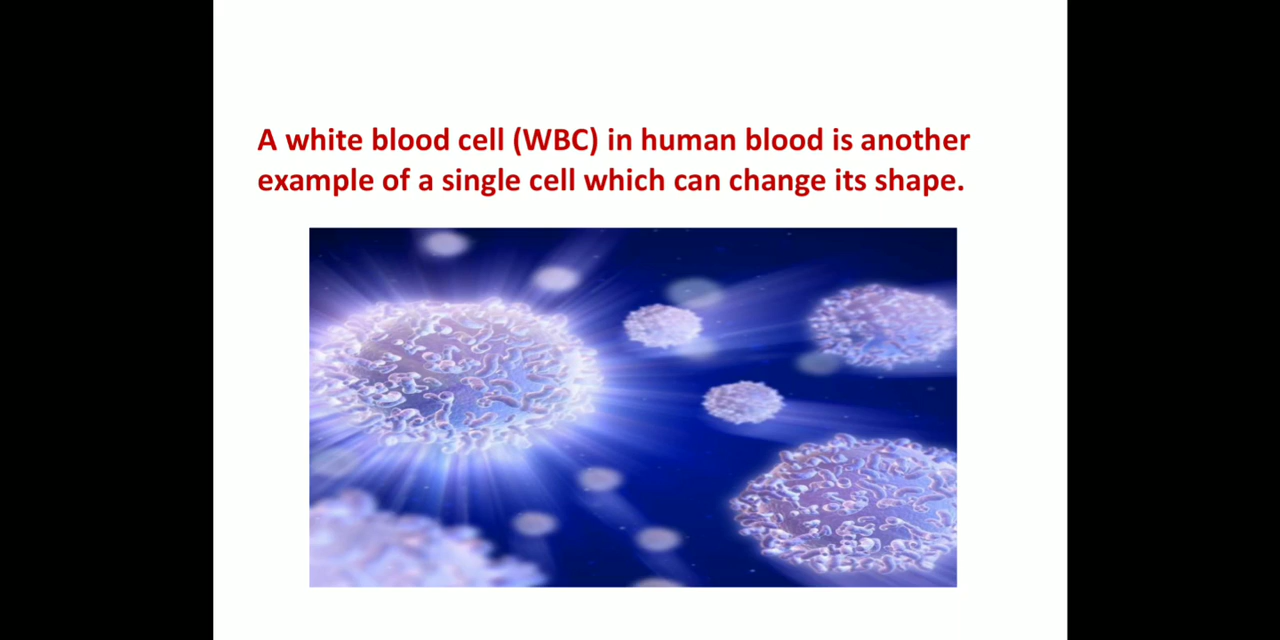 A white blood cell (WBC) in human blood is another
example of a single cell which can change its shape.